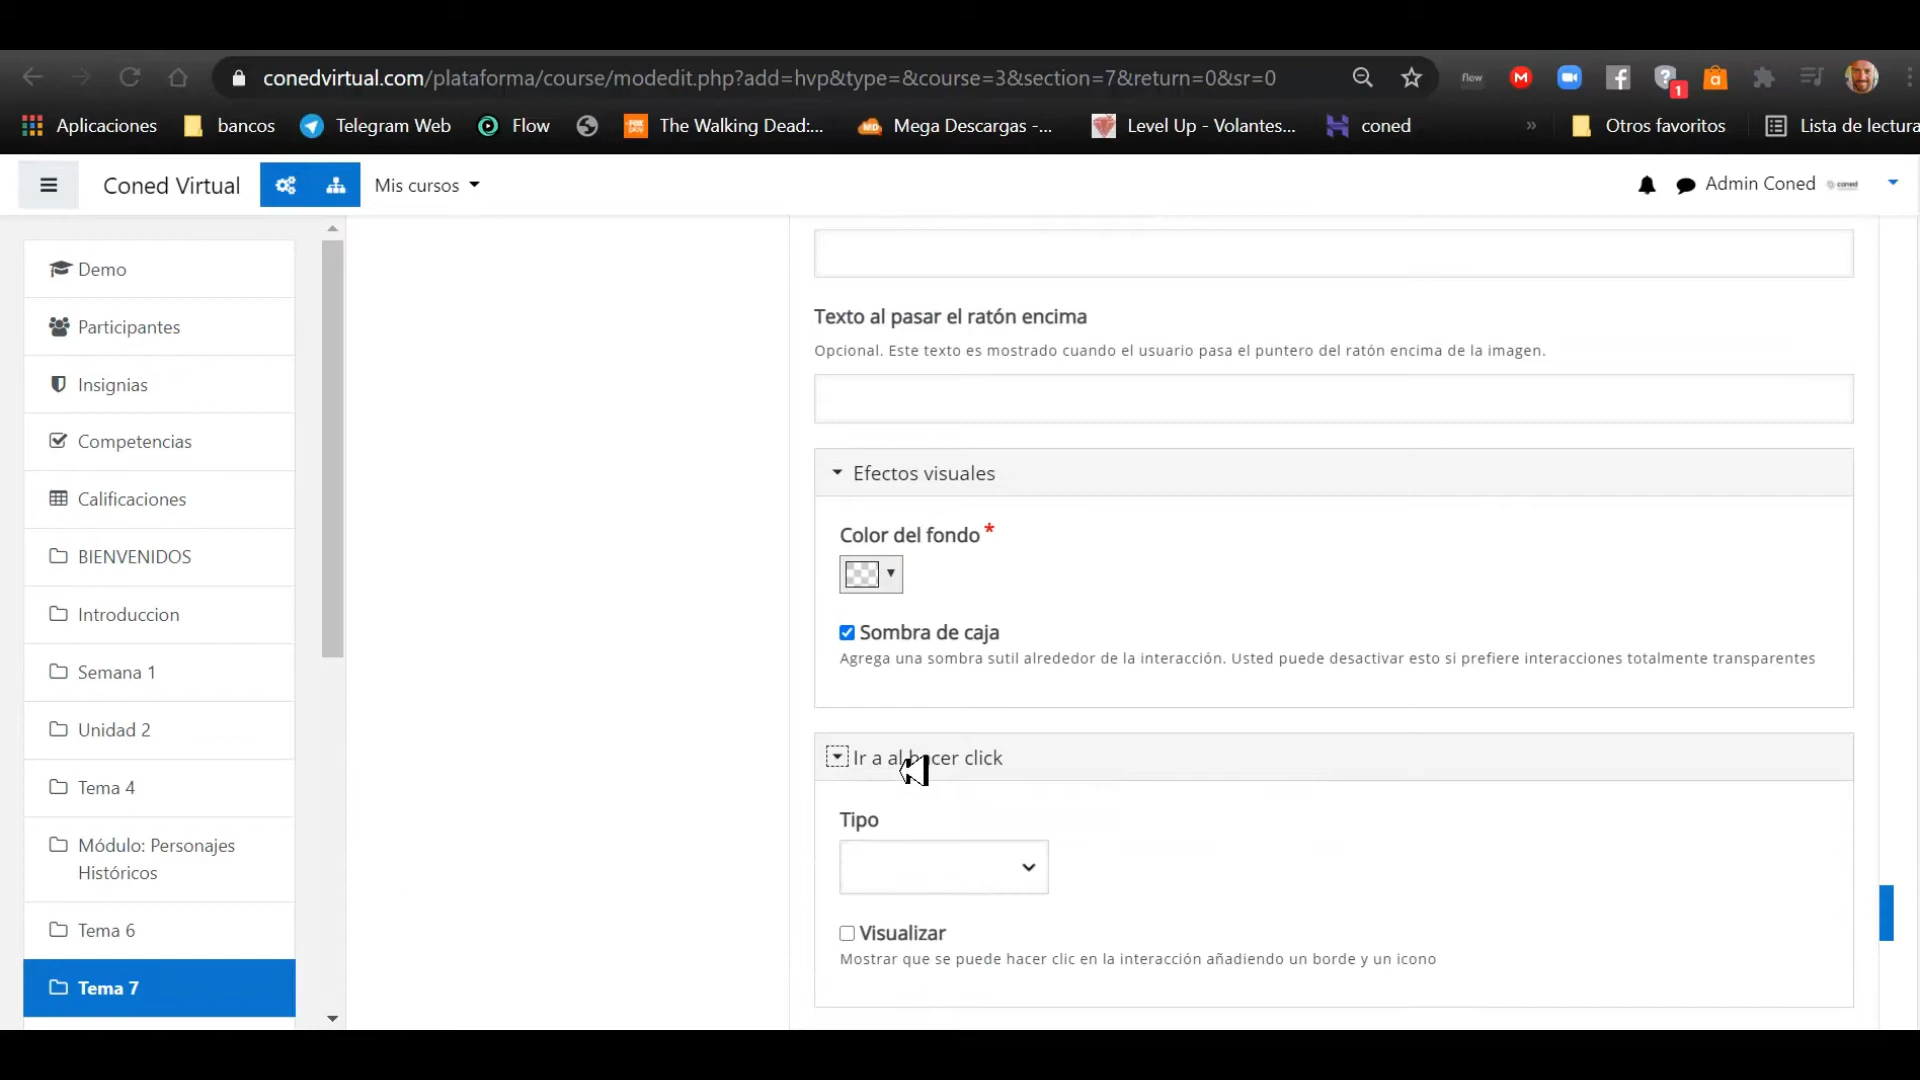 conedvirtual.com/plataforma/course/modedit.php?add=hvp&type=&course=3&section=7&return=0&sr=0
flow
M
1
a
Aplicaciones
bancos
Telegram Web
Flow
The Walking Dead:...
Mega Descargas -...
Level Up - Volantes...
coned
»
Otros favoritos
Lista de lectura
Coned Virtual
Mis cursos
Admin Coned
coned
Demo
Participantes
Insignias
Competencias
Calificaciones
BIENVENIDOS
Introduccion
Semana 1
Unidad 2
Tema 4
Módulo: Personajes
Históricos
Tema 6
Tema 7
Texto al pasar el ratón encima
Opcional. Este texto es mostrado cuando el usuario pasa el puntero del ratón encima de la imagen.
Efectos visuales
Color del fondo *
Sombra de caja
Agrega una sombra sutil alrededor de la interacción. Usted puede desactivar esto si prefiere interacciones totalmente transparentes
Ir a al hacer click
Tipo
Visualizar
Mostrar que se puede hacer clic en la interacción añadiendo un borde y un icono